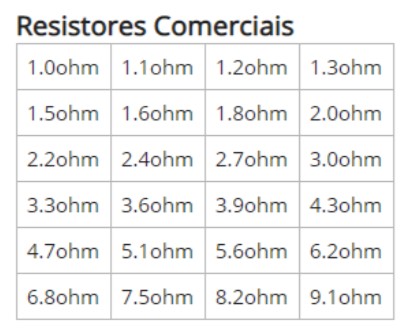 Resistores Comerciais
1.0ohm 1.1ohm 1.2ohm 1.3ohm
1.5ohm 1.6ohm 1.8ohm 2.0ohm
2.2ohm 2.4ohm 2.7ohm 3.0ohm
3.3ohm 3.6ohm 3.9ohm 4.3ohm
4.7ohm 5.1ohm 5.6ohm 6.2ohm
6.8ohm 7.5ohm 8.2ohm 9.1ohm